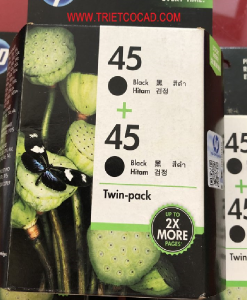 WWW.TRIETCOCAD.COM
45
Black 黑 สีดำ
Hitam 검정
+
45
Black 黑 สีดำ
Hitam 검정
Twin-pack
UP TO
2X
MORE
PAGES
45
45